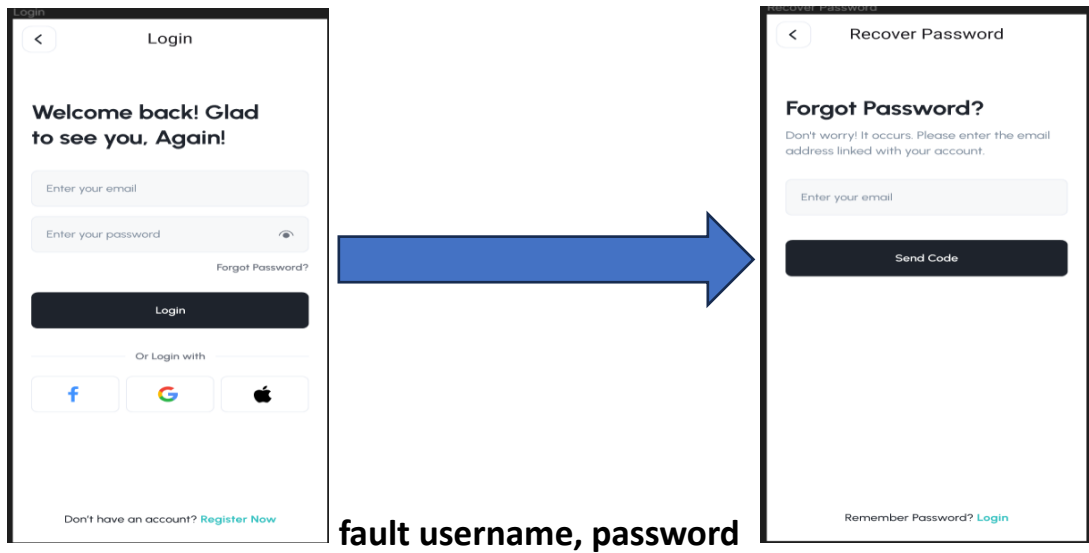 Login
Login
Welcome back! Glad
to see you, Again!
Enter your email
Enter your password
Forgot Password?
Login
Or Login with
Don't have an account? Register Now
fault username, password
Recover Password
Recover Password
Forgot Password?
Don't worry! It occurs. Please enter the email
address linked with your account.
Enter your email
Send Code
Remember Password? Login